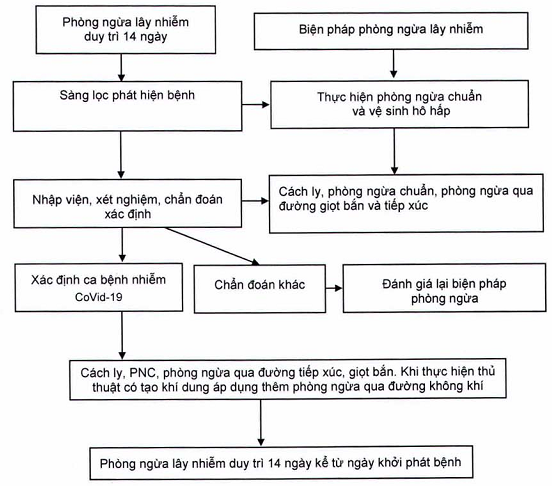 Phòng ngừa lây nhiễm
duy trì 14 ngày
Biện pháp phòng ngừa lây nhiễm
Sàng lọc phát hiện bệnh
Thực hiện phòng ngừa chuẩn
và vệ sinh hô hấp
Nhập viện, xét nghiệm, chẩn đoán
xác định
Cách ly, phòng ngừa chuẩn, phòng ngừa qua
đường giọt bắn và tiếp xúc
Xác định ca bệnh nhiễm
CoVid-19
Chẩn đoán khác
Đánh giá lại biện pháp
phòng ngừa
Cách ly, PNC, phòng ngừa qua đường tiếp xúc, giọt bắn. Khi thực hiện thủ
thuật có tạo khí dung áp dụng thêm phòng ngừa qua đường không khí
Phòng ngừa lây nhiễm duy trì 14 ngày kể từ ngày khởi phát bệnh